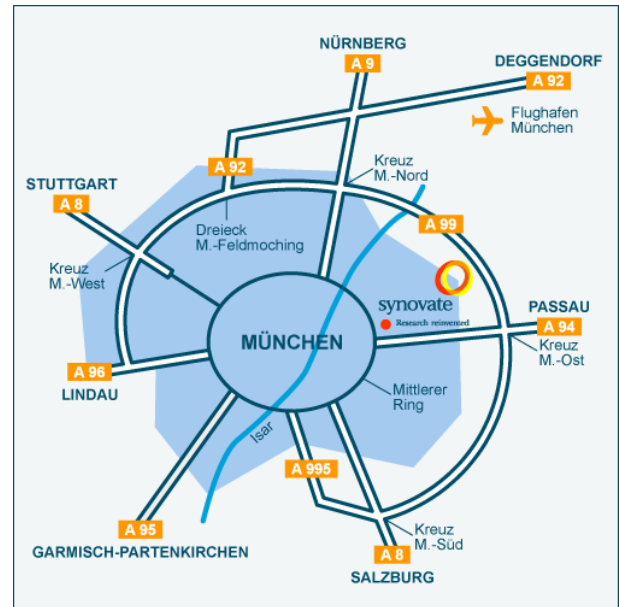 NÜRNBERG
A 9
DEGGENDORF
A 92
Flughafen
München
Kreuz
M.-Nord
A 92
STUTTGART
A 8
A 99
Dreieck
M.-Feldmoching
Kreuz
M.-West
synovate
Research reinvented
PASSAU
A 94
MÜNCHEN
Kreuz
M.-Ost
A 96
LINDAU
Mittlerer
Ring
Isar
A 995
A 95
GARMISCH-PARTENKIRCHEN
Kreuz
M.-Süd
A 8
SALZBURG